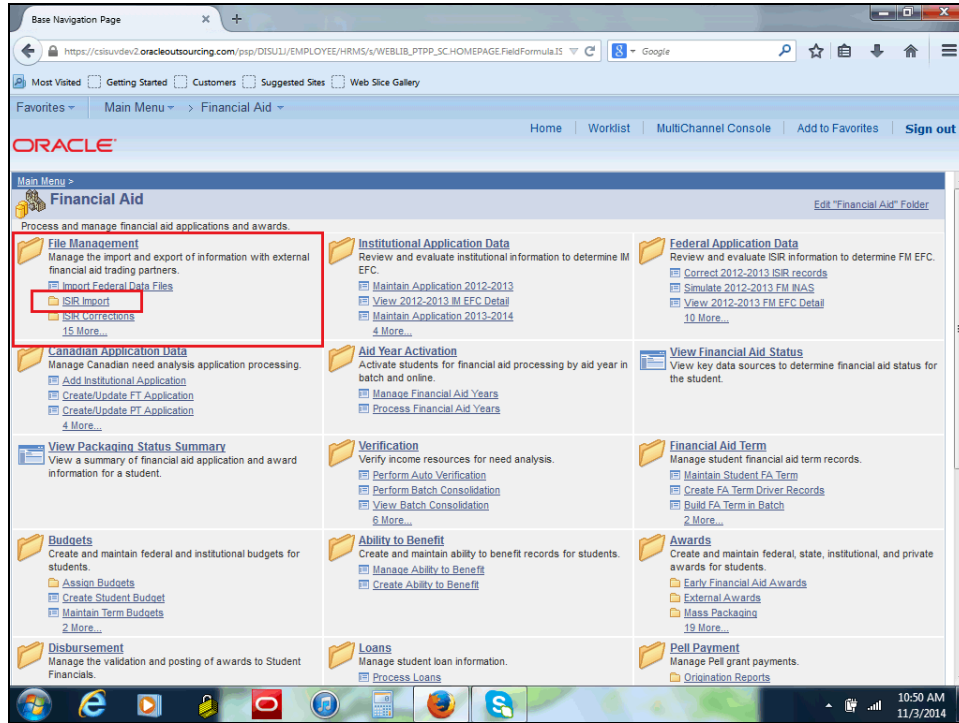 Base Navigation Page
https://csisuvdev2.oracleoutsourcing.com/psp/DISU1J/EMPLOYEE/HRMS/s/WEBLIB_PTPP_SC.HOMEPAGE.FieldFormula.IS
Google
Most Visited Getting Started Customers Suggested Sites Web Slice Gallery
Favorites Main Menu > Financial Aid
Home Worklist MultiChannel Console Add to Favorites Sign out
ORACLE
Main Menu >
Financial Aid
Edit "Financial Aid" Folder
Process and manage financial aid applications and awards.
File Management
Manage the import and export of information with external
financial aid trading partners.
Import Federal Data Files
ISIR Import
ISIR Corrections
15 More...
Institutional Application Data
Review and evaluate institutional information to determine IM
EFC.
Maintain Application 2012-2013
View 2012-2013 IM EFC Detail
Maintain Application 2013-2014
4 More...
Federal Application Data
Review and evaluate ISIR information to determine FM EFC.
Correct 2012-2013 ISIR records
Simulate 2012-2013 FM INAS
View 2012-2013 FM EFC Detail
10 More...
Canadian Application Data
Manage Canadian need analysis application processing.
Add Institutional Application
Create/Update FT Application
Create/Update PT Application
4 More...
Aid Year Activation
Activate students for financial aid processing by aid year in
batch and online.
Manage Financial Aid Years
Process Financial Aid Years
View Financial Aid Status
View key data sources to determine financial aid status for
the student.
View Packaging Status Summary
View a summary of financial aid application and award
information for a student.
Verification
Verify income resources for need analysis.
Perform Auto Verification
Perform Batch Consolidation
View Batch Consolidation
6 More...
Financial Aid Term
Manage student financial aid term records.
Maintain Student FA Term
Create FA Term Driver Records
Build FA Term in Batch
2 More...
Budgets
Create and maintain federal and institutional budgets for
students.
Assign Budgets
Create Student Budget
Maintain Term Budgets
2 More...
Ability to Benefit
Create and maintain ability to benefit records for students.
Manage Ability to Benefit
Create Ability to Benefit
Awards
Create and maintain federal, state, institutional, and private
awards for students.
Early Financial Aid Awards
External Awards
Mass Packaging
19 More...
Disbursement
Manage the validation and posting of awards to Student
Financials.
Loans
Manage student loan information.
Process Loans
Pell Payment
Manage Pell grant payments.
Origination Reports
10:50 AM
11/3/2014